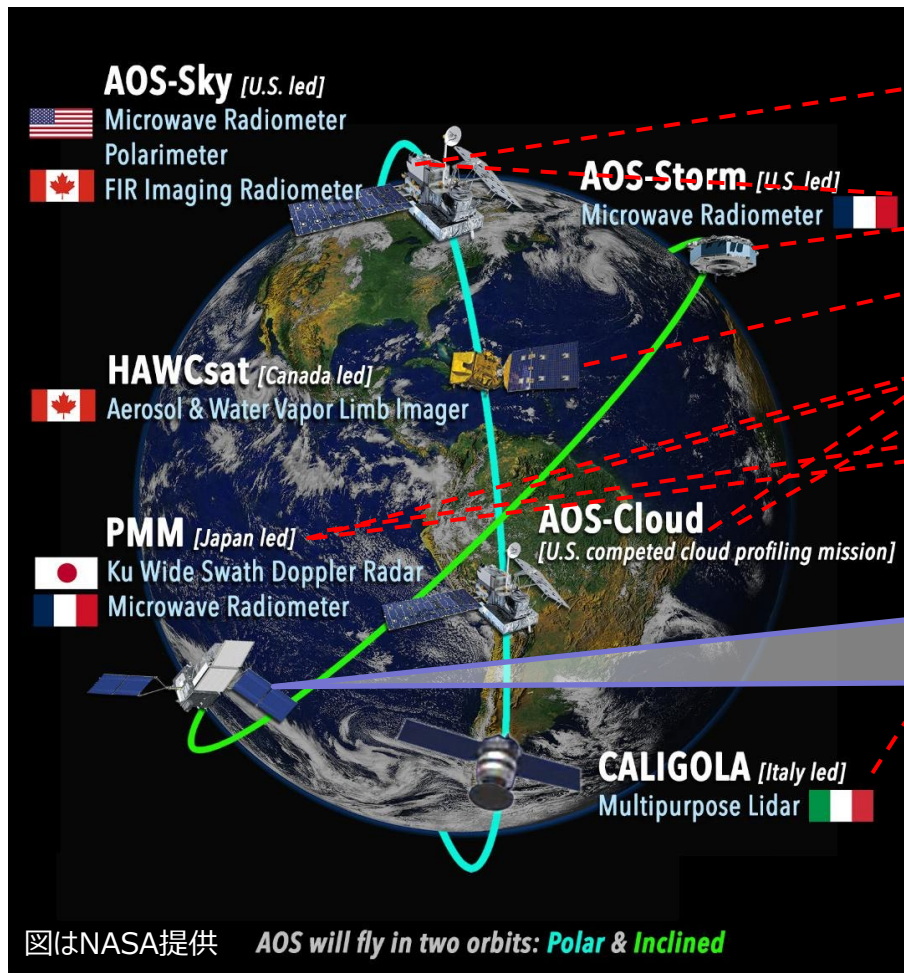 AOS-Sky [U.S. led]
Microwave Radiometer
Polarimeter
FIR Imaging Radiometer
AOS-Storm [U.S. led]
Microwave Radiometer
HAWCsat [Canada led]
Aerosol & Water Vapor Limb Imager
PMM [Japan led]
Ku Wide Swath Doppler Radar
Microwave Radiometer
AOS-Cloud
[U.S. competed cloud profiling mission]
CALIGOLA [Italy led]
Multipurpose Lidar
図はNASA提供
AOS will fly in two orbits: Polar & Inclined